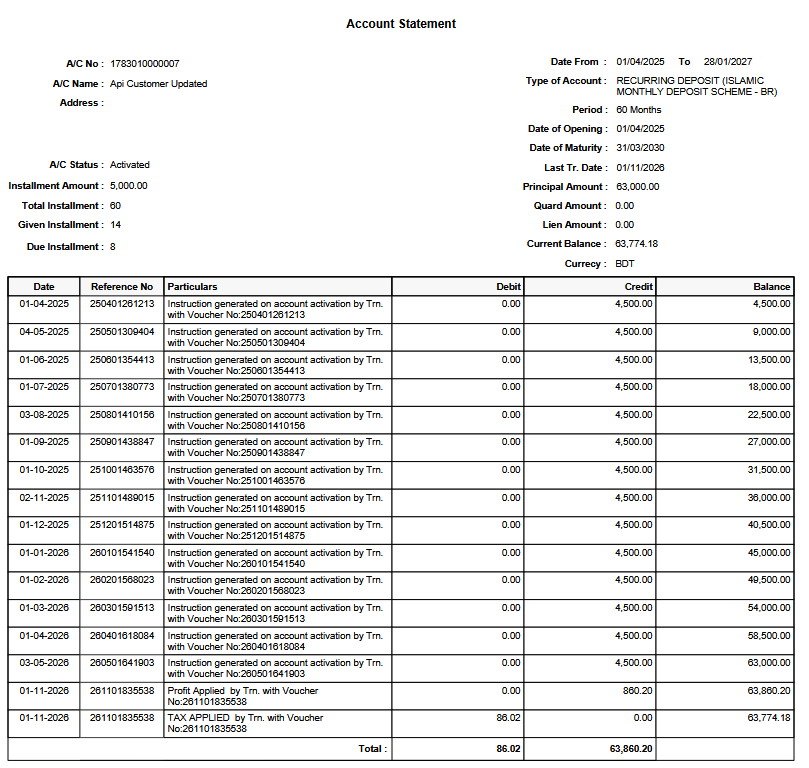 Account Statement
A/C No : 1783010000007
A/C Name : Api Customer Updated
Address :
A/C Status : Activated
Installment Amount : 5,000.00
Total Installment : 60
Given Installment : 14
Due Installment : 8
Date From : 01/04/2025 To 28/01/2027
Type of Account : RECURRING DEPOSIT (ISLAMIC
MONTHLY DEPOSIT SCHEME - BR)
Period : 60 Months
Date of Opening : 01/04/2025
Date of Maturity : 31/03/2030
Last Tr. Date : 01/11/2026
Principal Amount : 63,000.00
Quard Amount : 0.00
Lien Amount : 0.00
Current Balance : 63,774.18
Currecy : BDT
Date Reference No Particulars Debit Credit Balance
01-04-2025 250401261213 Instruction generated on account activation by Trn. 0.00 4,500.00 4,500.00
with Voucher No:250401261213
04-05-2025 250501309404 Instruction generated on account activation by Trn. 0.00 4,500.00 9,000.00
with Voucher No:250501309404
01-06-2025 250601354413 Instruction generated on account activation by Trn. 0.00 4,500.00 13,500.00
with Voucher No:250601354413
01-07-2025 250701380773 Instruction generated on account activation by Trn. 0.00 4,500.00 18,000.00
with Voucher No:250701380773
03-08-2025 250801410156 Instruction generated on account activation by Trn. 0.00 4,500.00 22,500.00
with Voucher No:250801410156
01-09-2025 250901438847 Instruction generated on account activation by Trn. 0.00 4,500.00 27,000.00
with Voucher No:250901438847
01-10-2025 251001463576 Instruction generated on account activation by Trn. 0.00 4,500.00 31,500.00
with Voucher No:251001463576
02-11-2025 251101489015 Instruction generated on account activation by Trn. 0.00 4,500.00 36,000.00
with Voucher No:251101489015
01-12-2025 251201514875 Instruction generated on account activation by Trn. 0.00 4,500.00 40,500.00
with Voucher No:251201514875
01-01-2026 260101541540 Instruction generated on account activation by Trn. 0.00 4,500.00 45,000.00
with Voucher No:260101541540
01-02-2026 260201568023 Instruction generated on account activation by Trn. 0.00 4,500.00 49,500.00
with Voucher No:260201568023
01-03-2026 260301591513 Instruction generated on account activation by Trn. 0.00 4,500.00 54,000.00
with Voucher No:260301591513
01-04-2026 260401618084 Instruction generated on account activation by Trn. 0.00 4,500.00 58,500.00
with Voucher No:260401618084
03-05-2026 260501641903 Instruction generated on account activation by Trn. 0.00 4,500.00 63,000.00
with Voucher No:260501641903
01-11-2026 261101835538 Profit Applied by Trn. with Voucher 0.00 860.20 63,860.20
No:261101835538
01-11-2026 261101835538 TAX APPLIED by Trn. with Voucher 86.02 0.00 63,774.18
No:261101835538
Total : 86.02 63,860.20